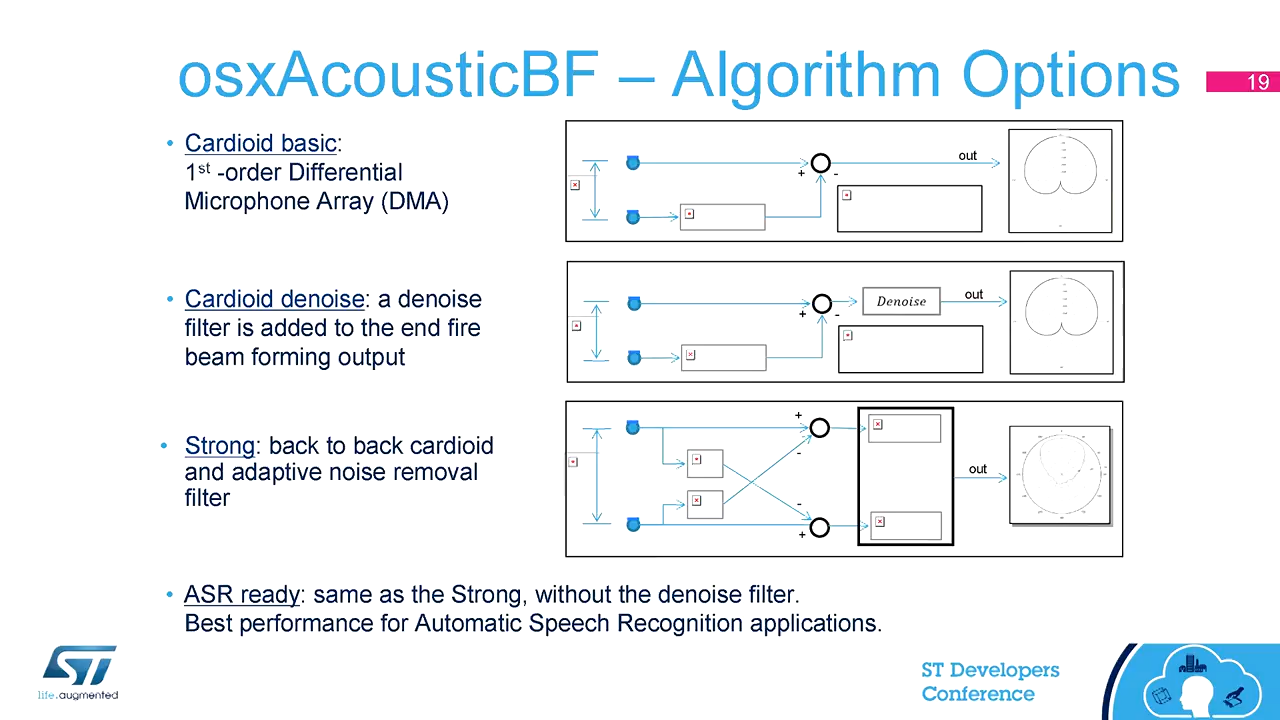 osxAcousticBF – Algorithm Options
19
• Cardioid basic:
1st -order Differential
Microphone Array (DMA)
+
-
out
• Cardioid denoise: a denoise
filter is added to the end fire
beam forming output
+
-
Denoise
out
• Strong: back to back cardioid
and adaptive noise removal
filter
+
-
-
+
out
• ASR ready: same as the Strong, without the denoise filter.
Best performance for Automatic Speech Recognition applications.
ST
life.augmented
ST Developers
Conference